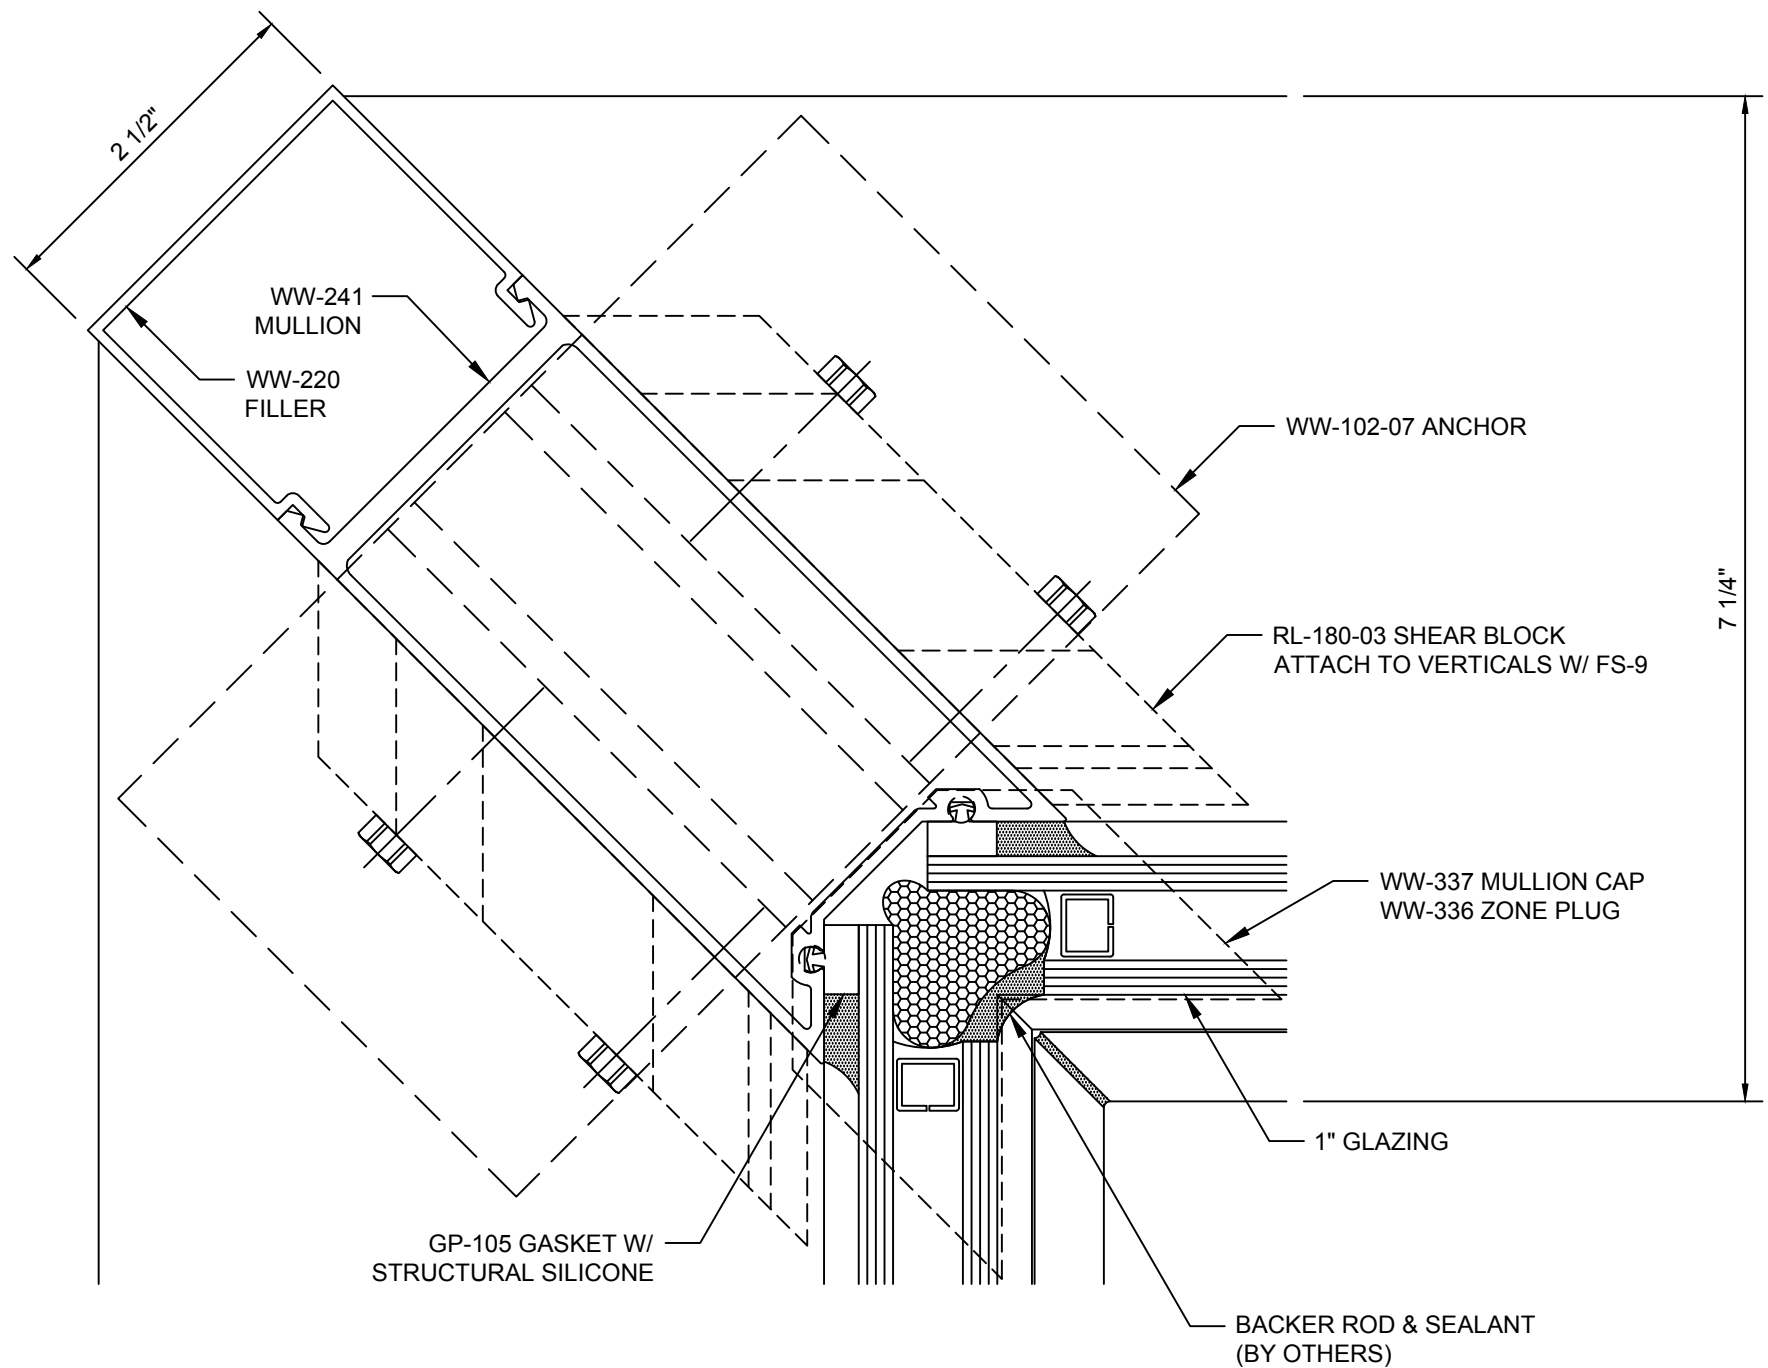 2 1/2"
WW-241
MULLION
WW-220
FILLER
WW-102-07 ANCHOR
7 1/4"
RL-180-03 SHEAR BLOCK
ATTACH TO VERTICALS W/ FS-9
WW-337 MULLION CAP
WW-336 ZONE PLUG
1" GLAZING
GP-105 GASKET W/
STRUCTURAL SILICONE
BACKER ROD & SEALANT
(BY OTHERS)